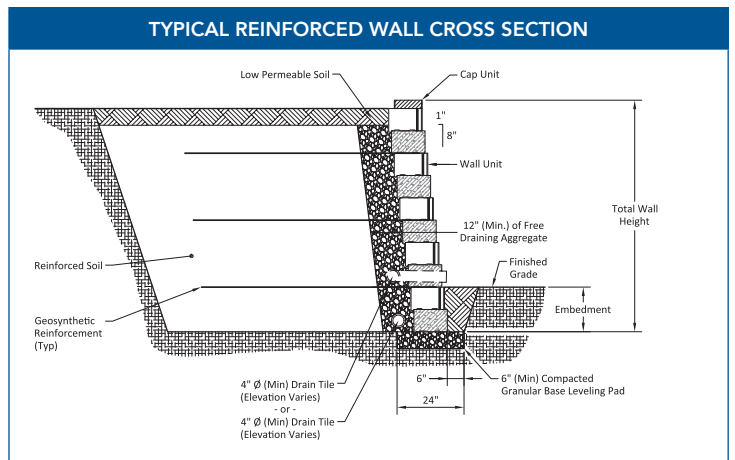 TYPICAL REINFORCED WALL CROSS SECTION
Low Permeable Soil
Cap Unit
1"
8"
Wall Unit
Total Wall
Height
12" (Min.) of Free
Draining Aggregate
Reinforced Soil
Finished
Grade
Geosynthetic
Reinforcement
(Typ)
Embedment
4" Ø (Min) Drain Tile
(Elevation Varies)
- or -
4" Ø (Min) Drain Tile
(Elevation Varies)
6"
24"
6" (Min) Compacted
Granular Base Leveling Pad